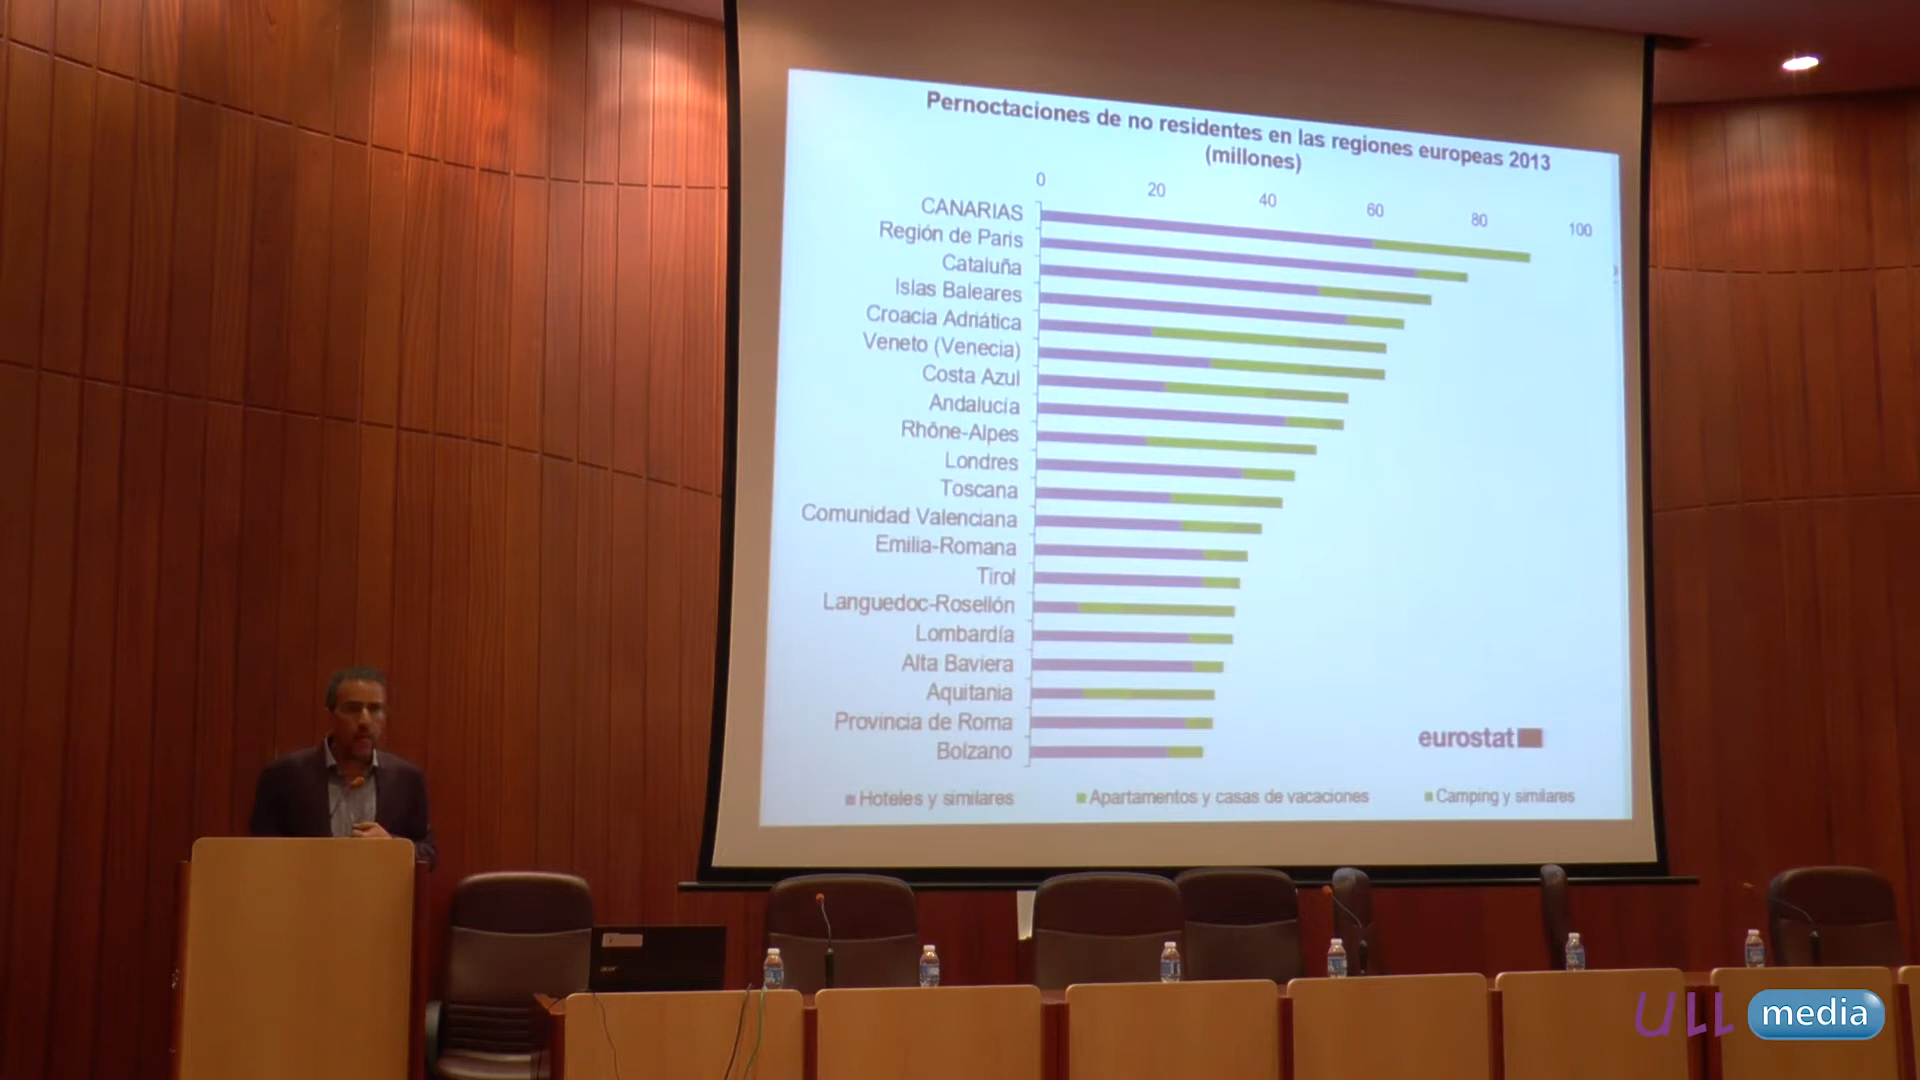 Pernoctaciones de no residentes en las regiones europeas 2013
(millones)
0 20 40 60 80 100
CANARIAS
Región de Paris
Cataluña
Islas Baleares
Croacia Adriática
Veneto (Venecia)
Costa Azul
Andalucía
Rhône-Alpes
Londres
Toscana
Comunidad Valenciana
Emilia-Romana
Tirol
Languedoc-Rosellón
Lombardía
Alta Baviera
Aquitania
Provincia de Roma
Bolzano
eurostat
Hoteles y similares Apartamentos y casas de vacaciones Camping y similares
acer
ULL media